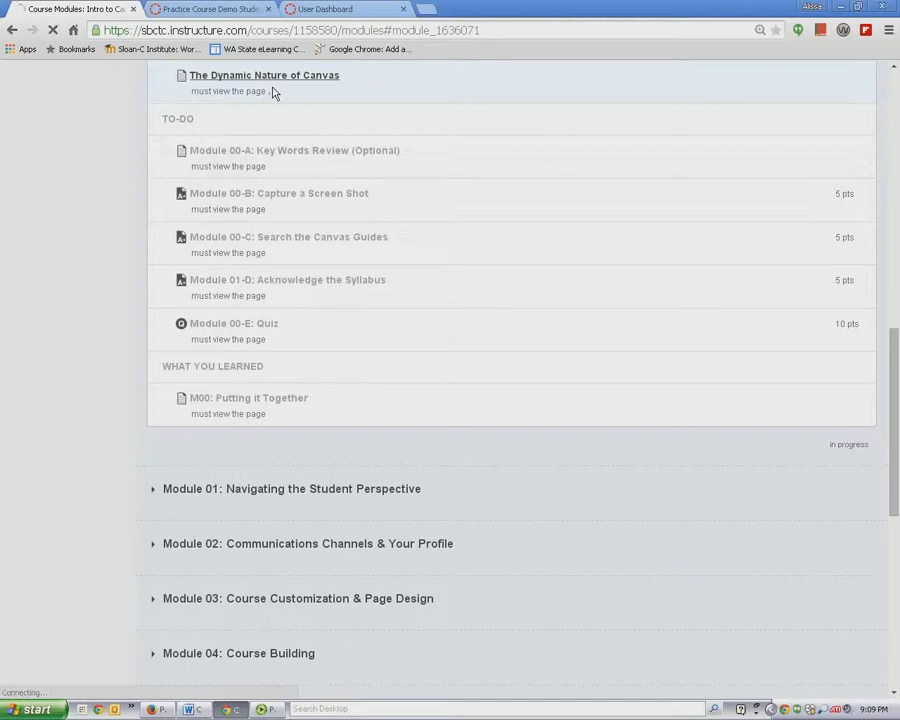 Alissa
Course Modules: Intro to Ca
Practice Course Demo Stude
User Dashboard
https://sbctc.instructure.com/courses/1158580/modules#module_1636071
Apps
Bookmarks
Sloan-C Institute: Wor...
WA State eLearning C...
Google Chrome: Add a...
The Dynamic Nature of Canvas
must view the page
TO-DO
Module 00-A: Key Words Review (Optional)
must view the page
Module 00-B: Capture a Screen Shot
5 pts
must view the page
Module 00-C: Search the Canvas Guides
5 pts
must view the page
Module 01-D: Acknowledge the Syllabus
5 pts
must view the page
Module 00-E: Quiz
10 pts
must view the page
WHAT YOU LEARNED
M00: Putting it Together
must view the page
in progress
Module 01: Navigating the Student Perspective
Module 02: Communications Channels & Your Profile
Module 03: Course Customization & Page Design
Module 04: Course Building
Connecting...
start
P.
C
C
P.
Search Desktop
9:09 PM